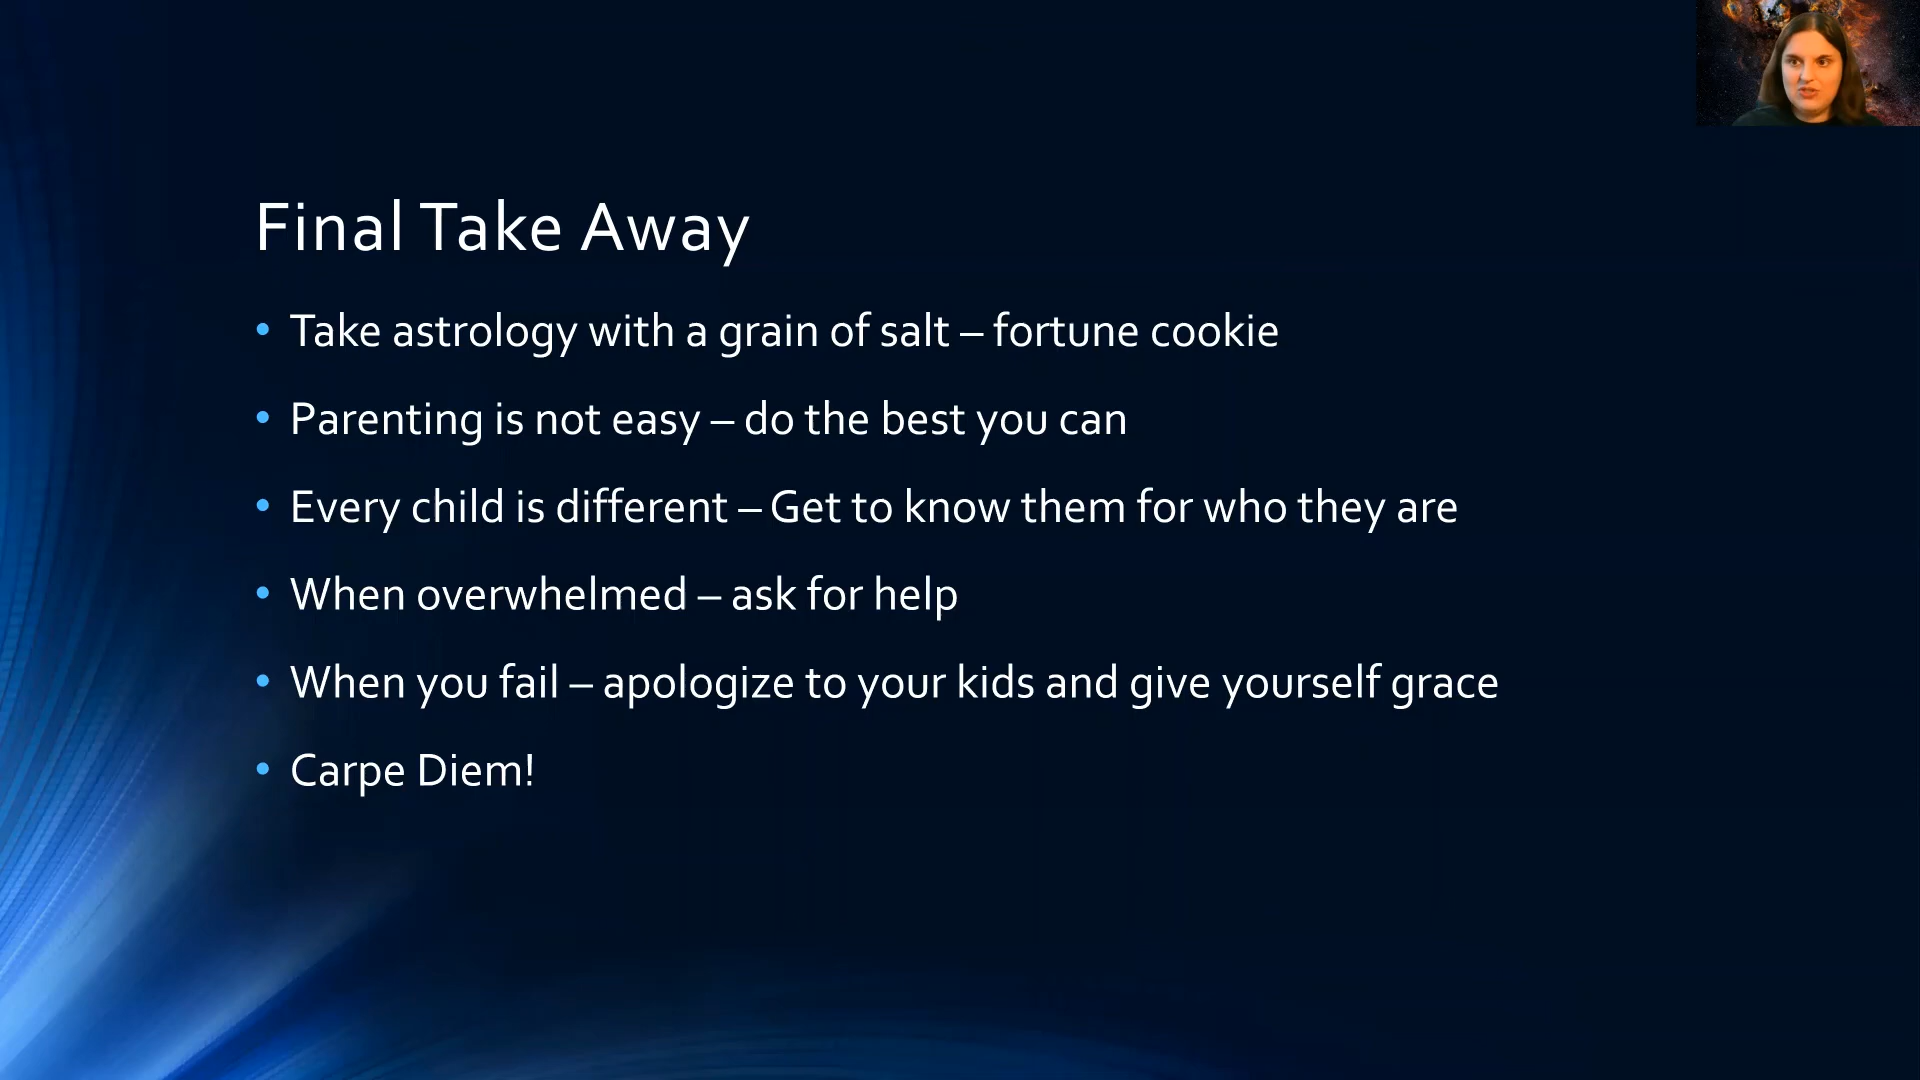 Final Take Away
• Take astrology with a grain of salt – fortune cookie
• Parenting is not easy – do the best you can
• Every child is different – Get to know them for who they are
• When overwhelmed – ask for help
• When you fail – apologize to your kids and give yourself grace
• Carpe Diem!